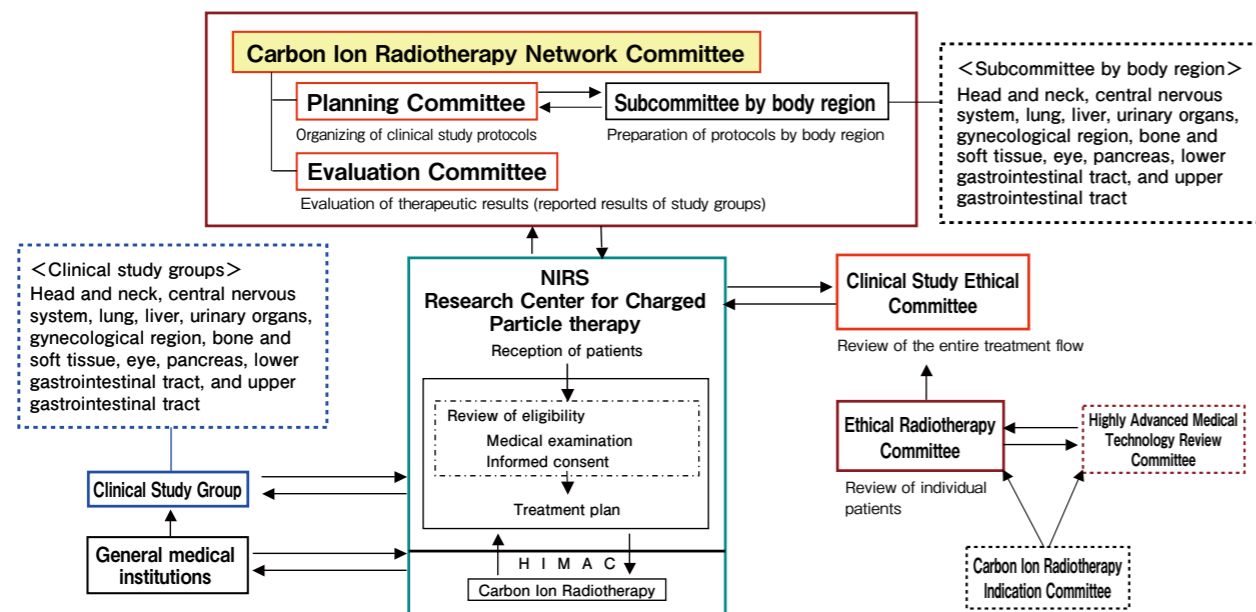 Carbon Ion Radiotherapy Network Committee
Planning Committee
Organizing of clinical study protocols
Subcommittee by body region
Preparation of protocols by body region
Evaluation Committee
Evaluation of therapeutic results (reported results of study groups)
<Subcommittee by body region>
Head and neck, central nervous
system, lung, liver, urinary organs,
gynecological region, bone and
soft tissue, eye, pancreas, lower
gastrointestinal tract, and upper
gastrointestinal tract
<Clinical study groups>
Head and neck, central nervous
system, lung, liver, urinary organs,
gynecological region, bone and
soft tissue, eye, pancreas, lower
gastrointestinal tract, and upper
gastrointestinal tract
Clinical Study Group
General medical
institutions
NIRS
Research Center for Charged
Particle therapy
Reception of patients
Review of eligibility
Medical examination
Informed consent
Treatment plan
HIMAC
Carbon Ion Radiotherapy
Clinical Study Ethical
Committee
Review of the entire treatment flow
Ethical Radiotherapy
Committee
Review of individual
patients
Highly Advanced Medical
Technology Review
Committee
Carbon Ion Radiotherapy
Indication Committee